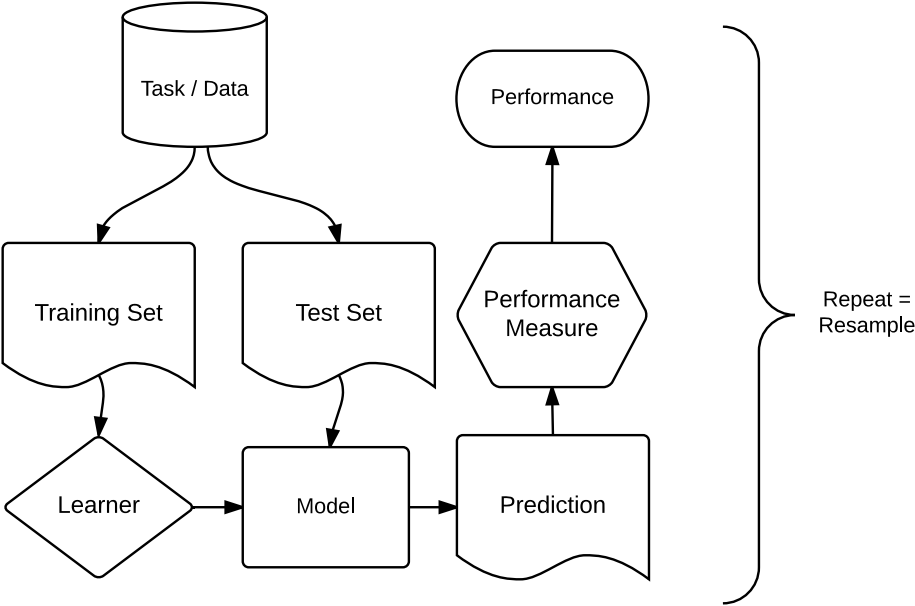 Task / Data
Performance
Training Set
Test Set
Performance
Measure
Repeat =
Resample
Learner
Model
Prediction